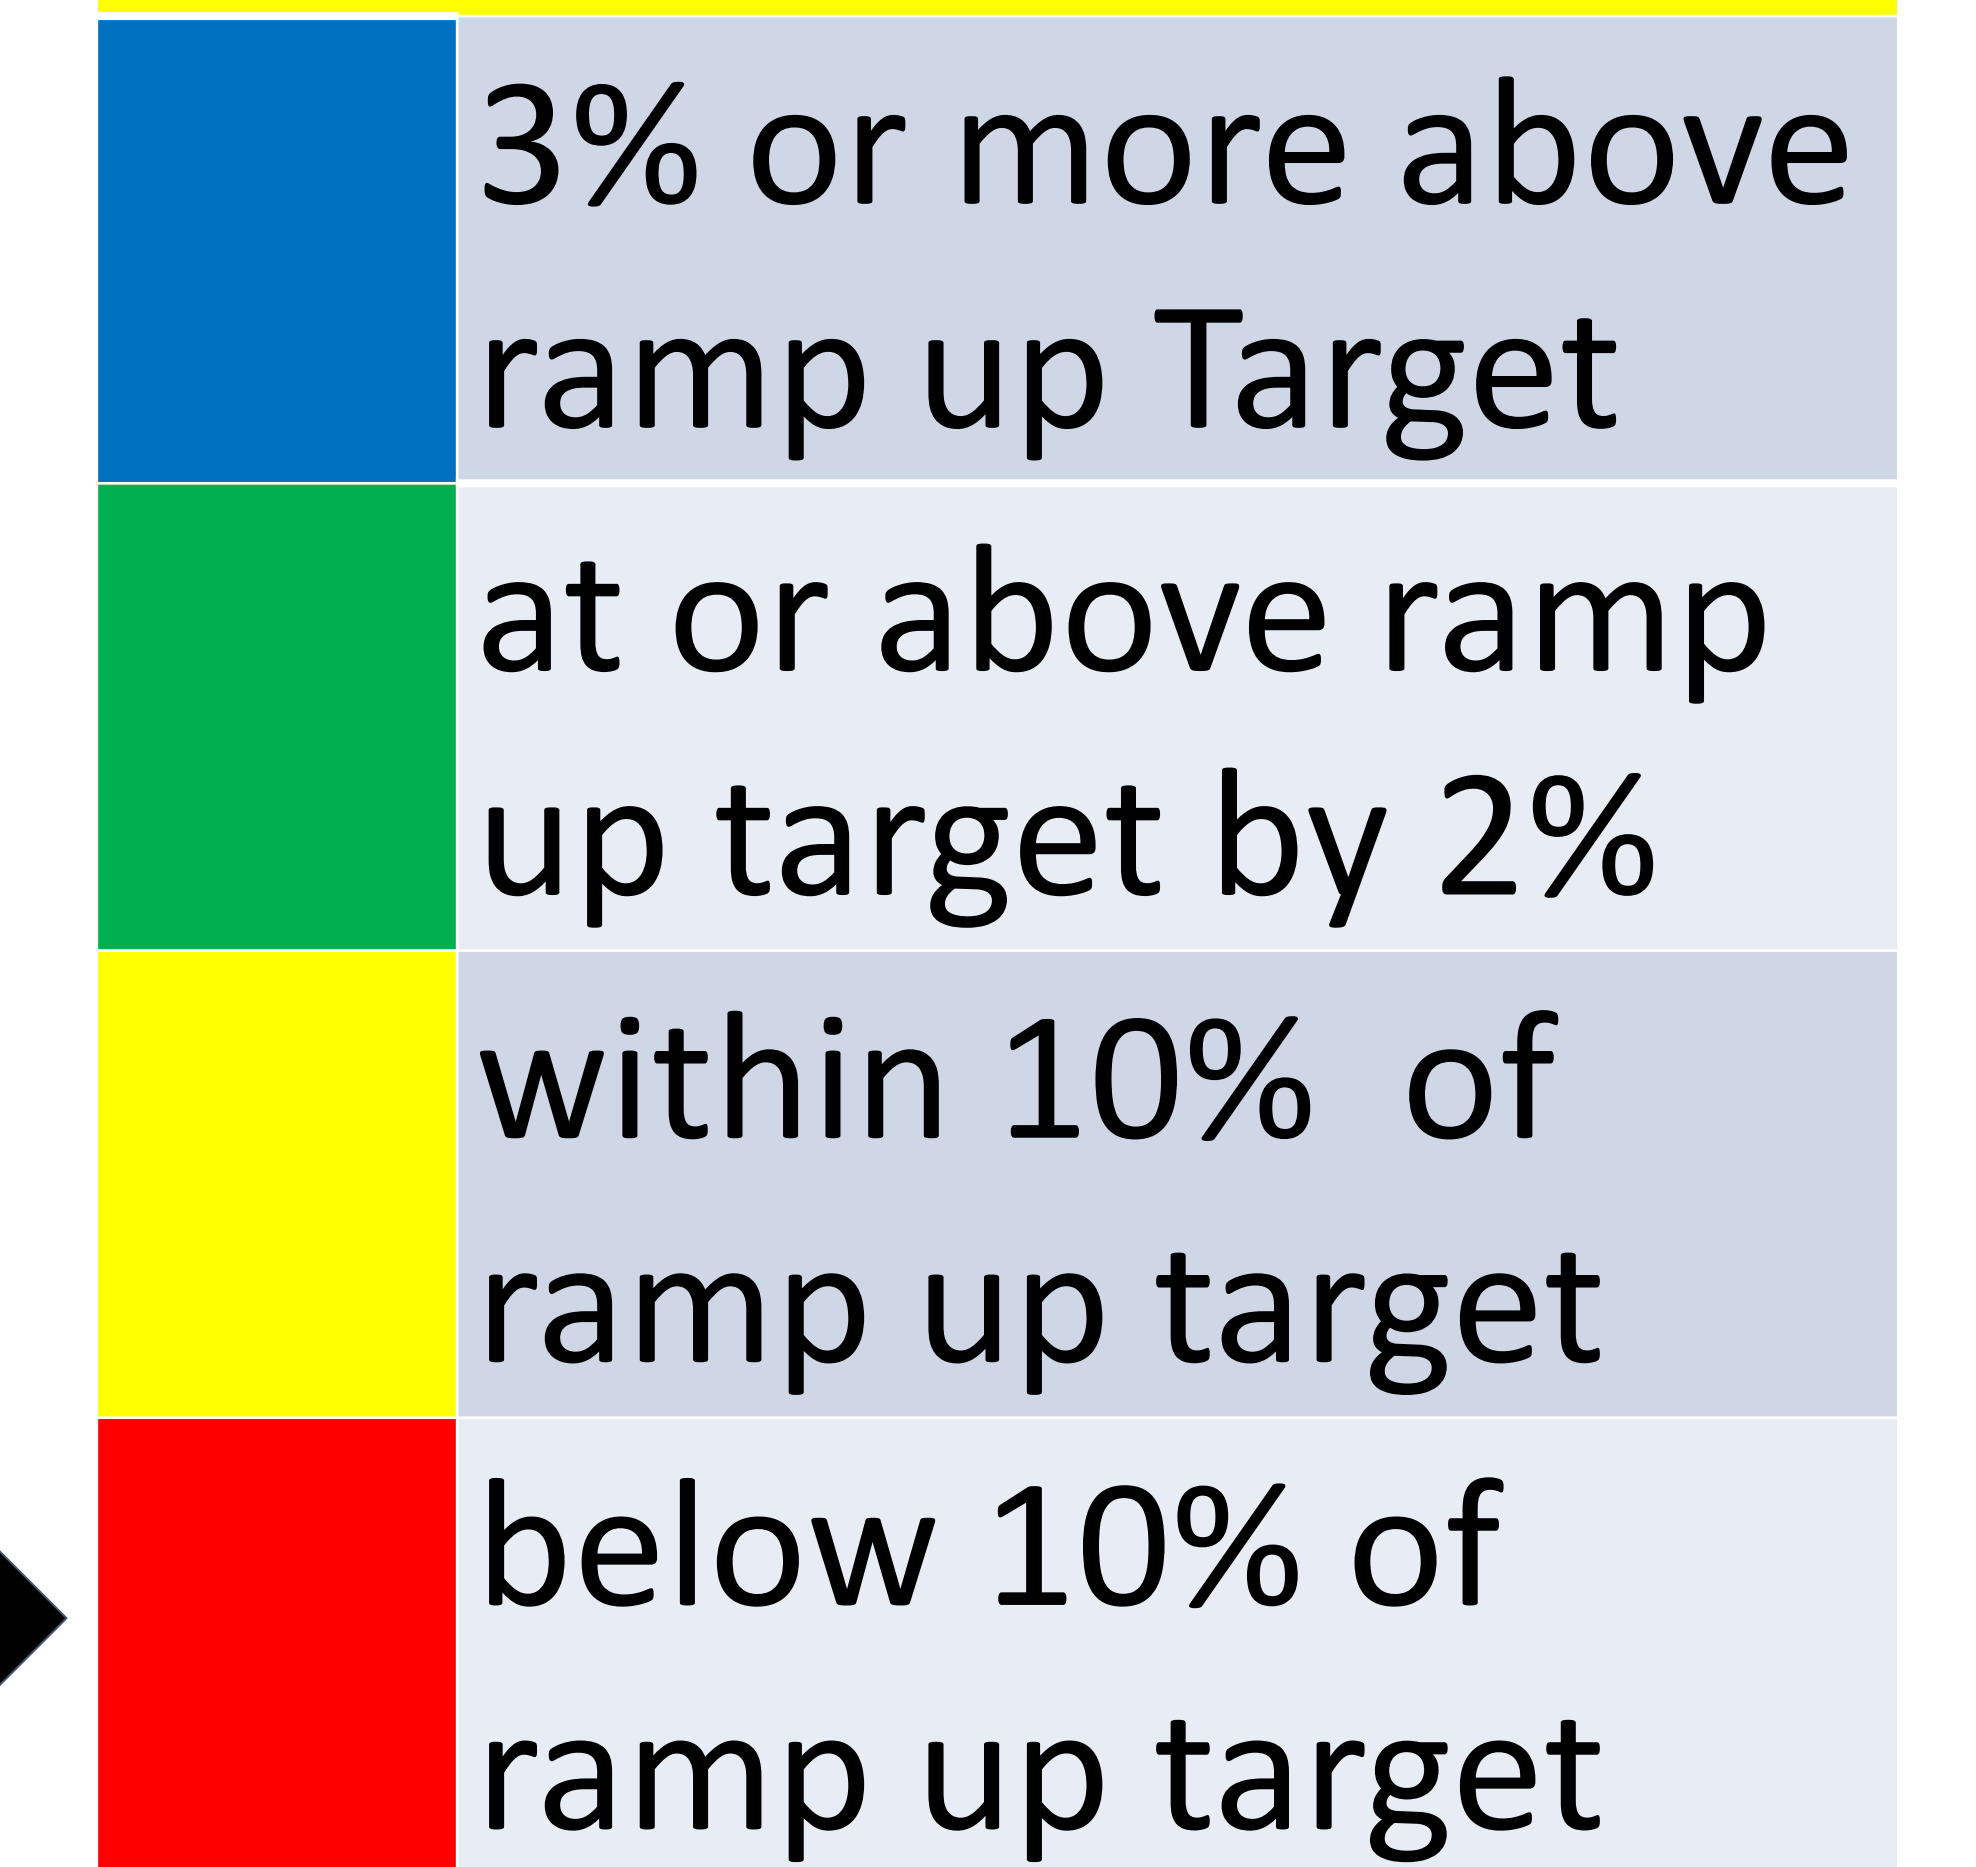 3% or more above
ramp up Target
at or above ramp
up target by 2%
within 10%  of
ramp up target
below 10% of
ramp up target